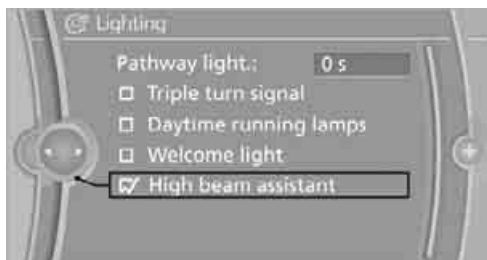 Lighting
Pathway light.: 0 s
Triple turn signal
Daytime running lamps
Welcome light
High beam assistant